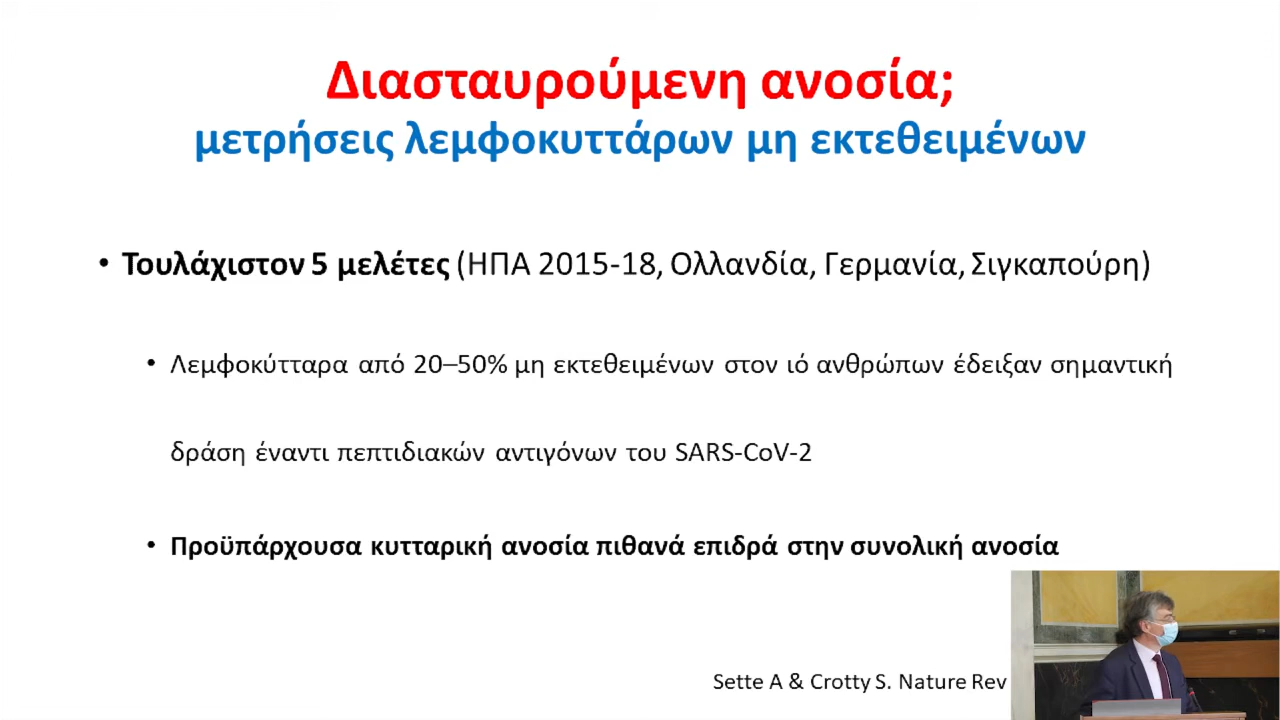 Διασταυρούμενη ανοσία;
μετρήσεις λεμφοκυττάρων μη εκτεθειμένων
• Τουλάχιστον 5 μελέτες (ΗΠΑ 2015-18, Ολλανδία, Γερμανία, Σιγκαπούρη)
• Λεμφοκύτταρα από 20–50% μη εκτεθειμένων στον ιό ανθρώπων έδειξαν σημαντική
δράση έναντι πεπτιδιακών αντιγόνων του SARS-CoV-2
• Προϋπάρχουσα κυτταρική ανοσία πιθανά επιδρά στην συνολική ανοσία
Sette A & Crotty S. Nature Rev